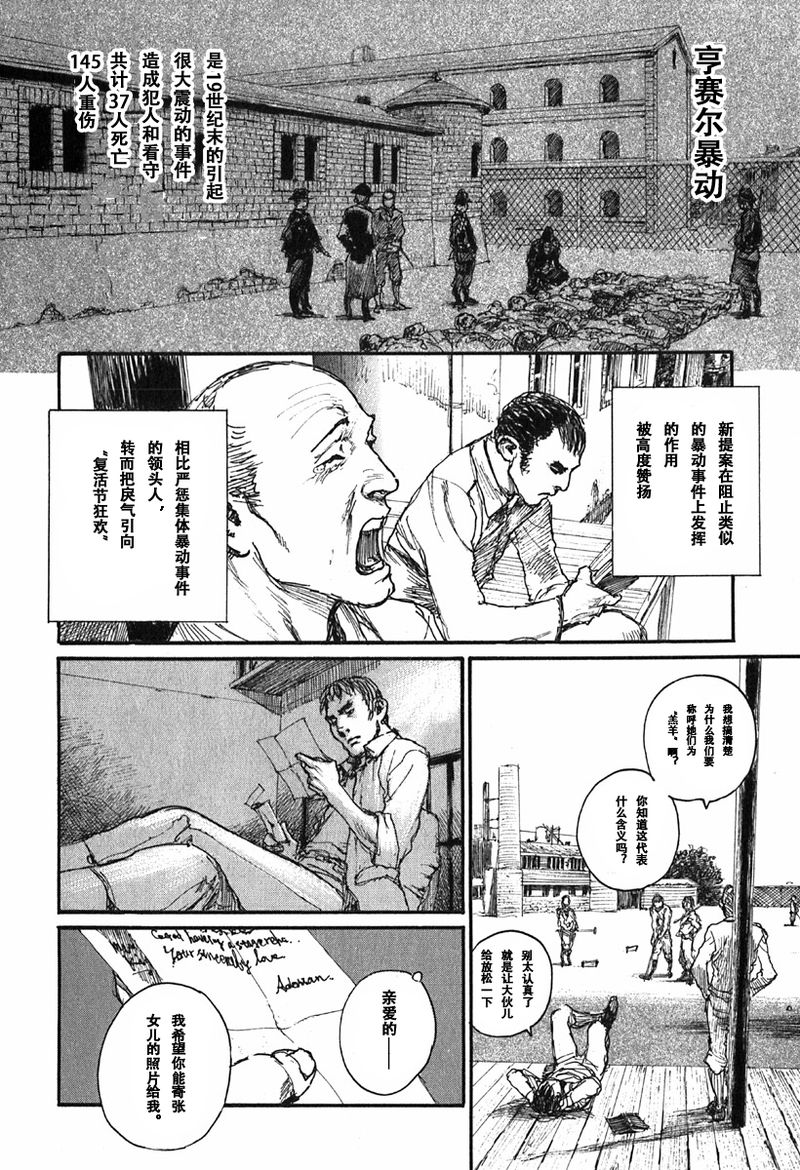 亨赛尔暴动
是19世纪末的引起
很大震动的事件
造成犯人和看守
共计37人死亡
145人重伤
新提案在阻止类似
的暴动事件上发挥
的作用
被高度赞扬
相比严惩集体暴动事件
的领头人，
转而把戾气引向
“复活节狂欢”
我想搞清楚
为什么我们要
称呼她们为
“羔羊。啊？
你知道这代表
什么含义吗？
别太认真了
就是让大伙儿
给放松一下
Your sincerely love
亲爱的——
我希望你能寄张
女儿的照片给我。